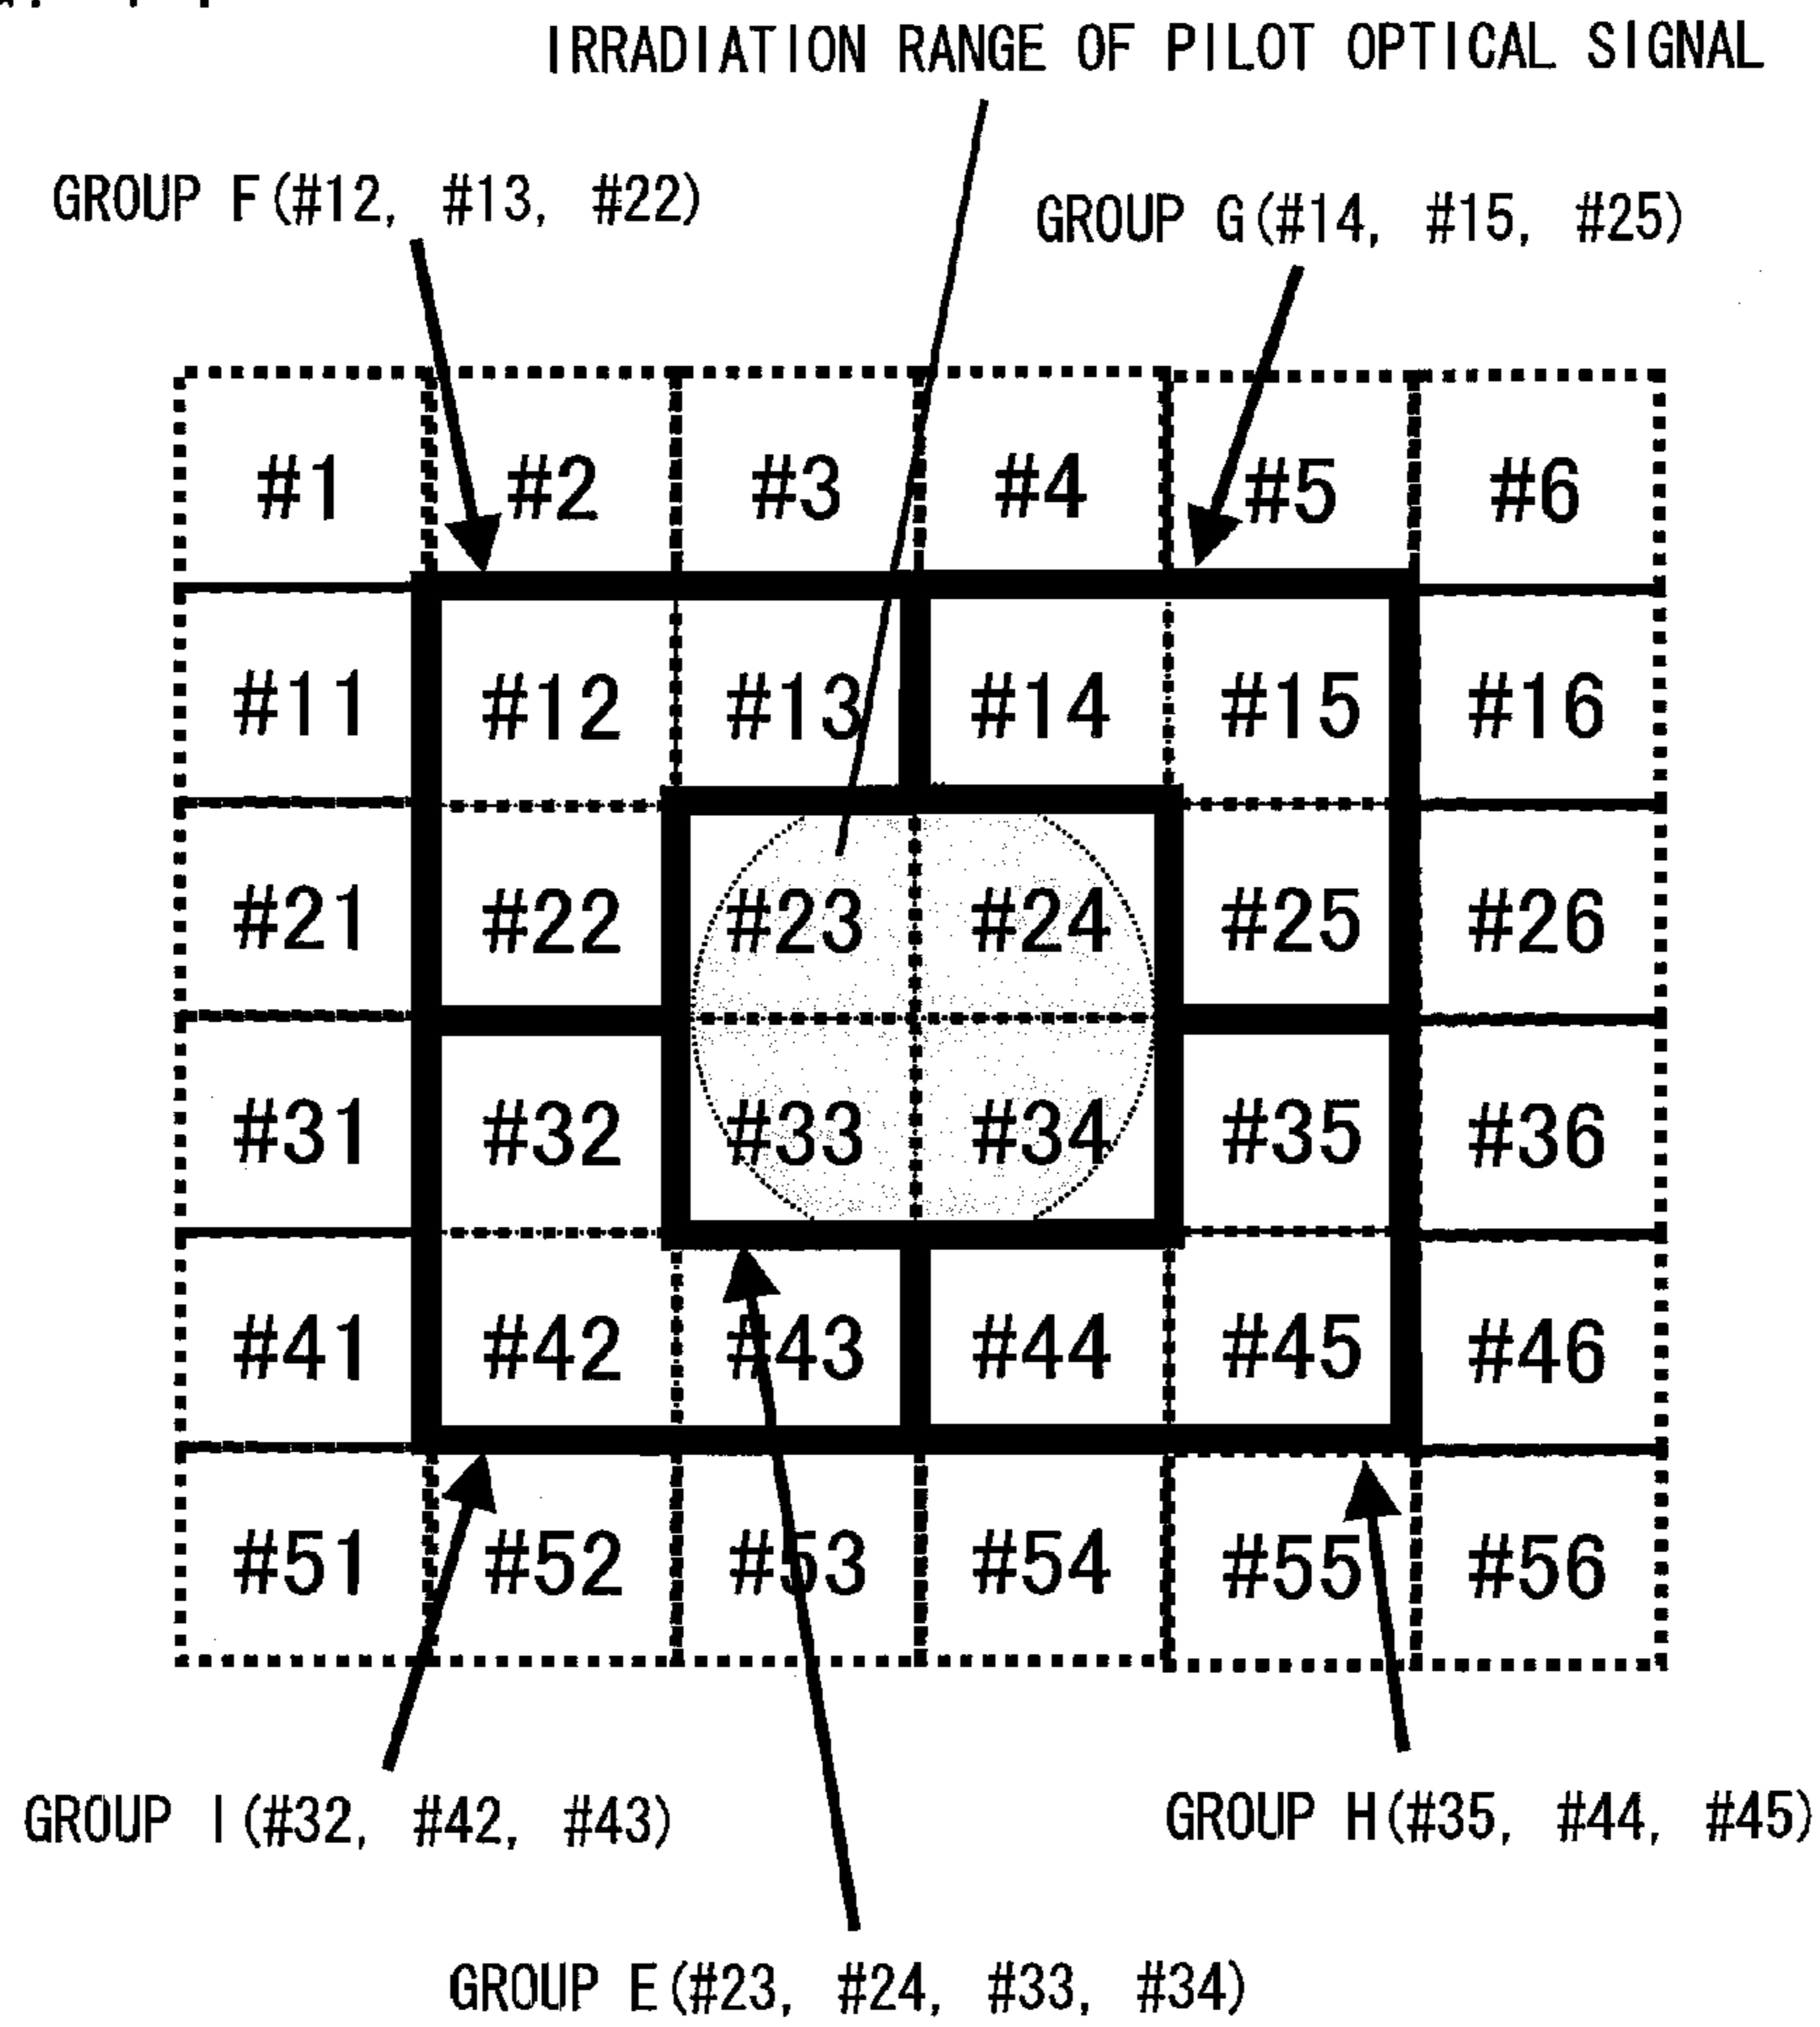 IRRADIATION RANGE OF PILOT OPTICAL SIGNAL
GROUP F(#12, #13, #22)
GROUP G(#14, #15, #25)
#1 #2 #3 #4 #5 #6
#11 #12 #13 #14 #15 #16
#21 #22 #23 #24 #25 #26
#31 #32 #33 #34 #35 #36
#41 #42 #43 #44 #45 #46
#51 #52 #53 #54 #55 #56
GROUP I(#32, #42, #43)
GROUP H(#35, #44, #45)
GROUP E(#23, #24, #33, #34)